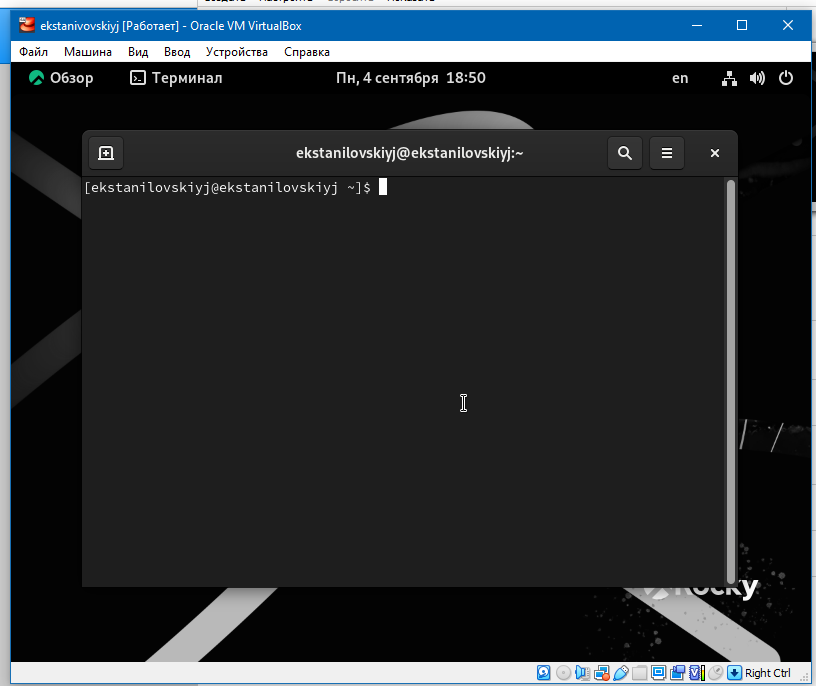 ekstanivovskiyj [Работает] - Oracle VM VirtualBox
Файл Машина Вид Ввод Устройства Справка
Обзор Терминал Пн, 4 сентября 18:50 en
ekstanilovskiyj@ekstanilovskiyj:~
[ekstanilovskiyj@ekstanilovskiyj ~]$
Rocky
Right Ctrl